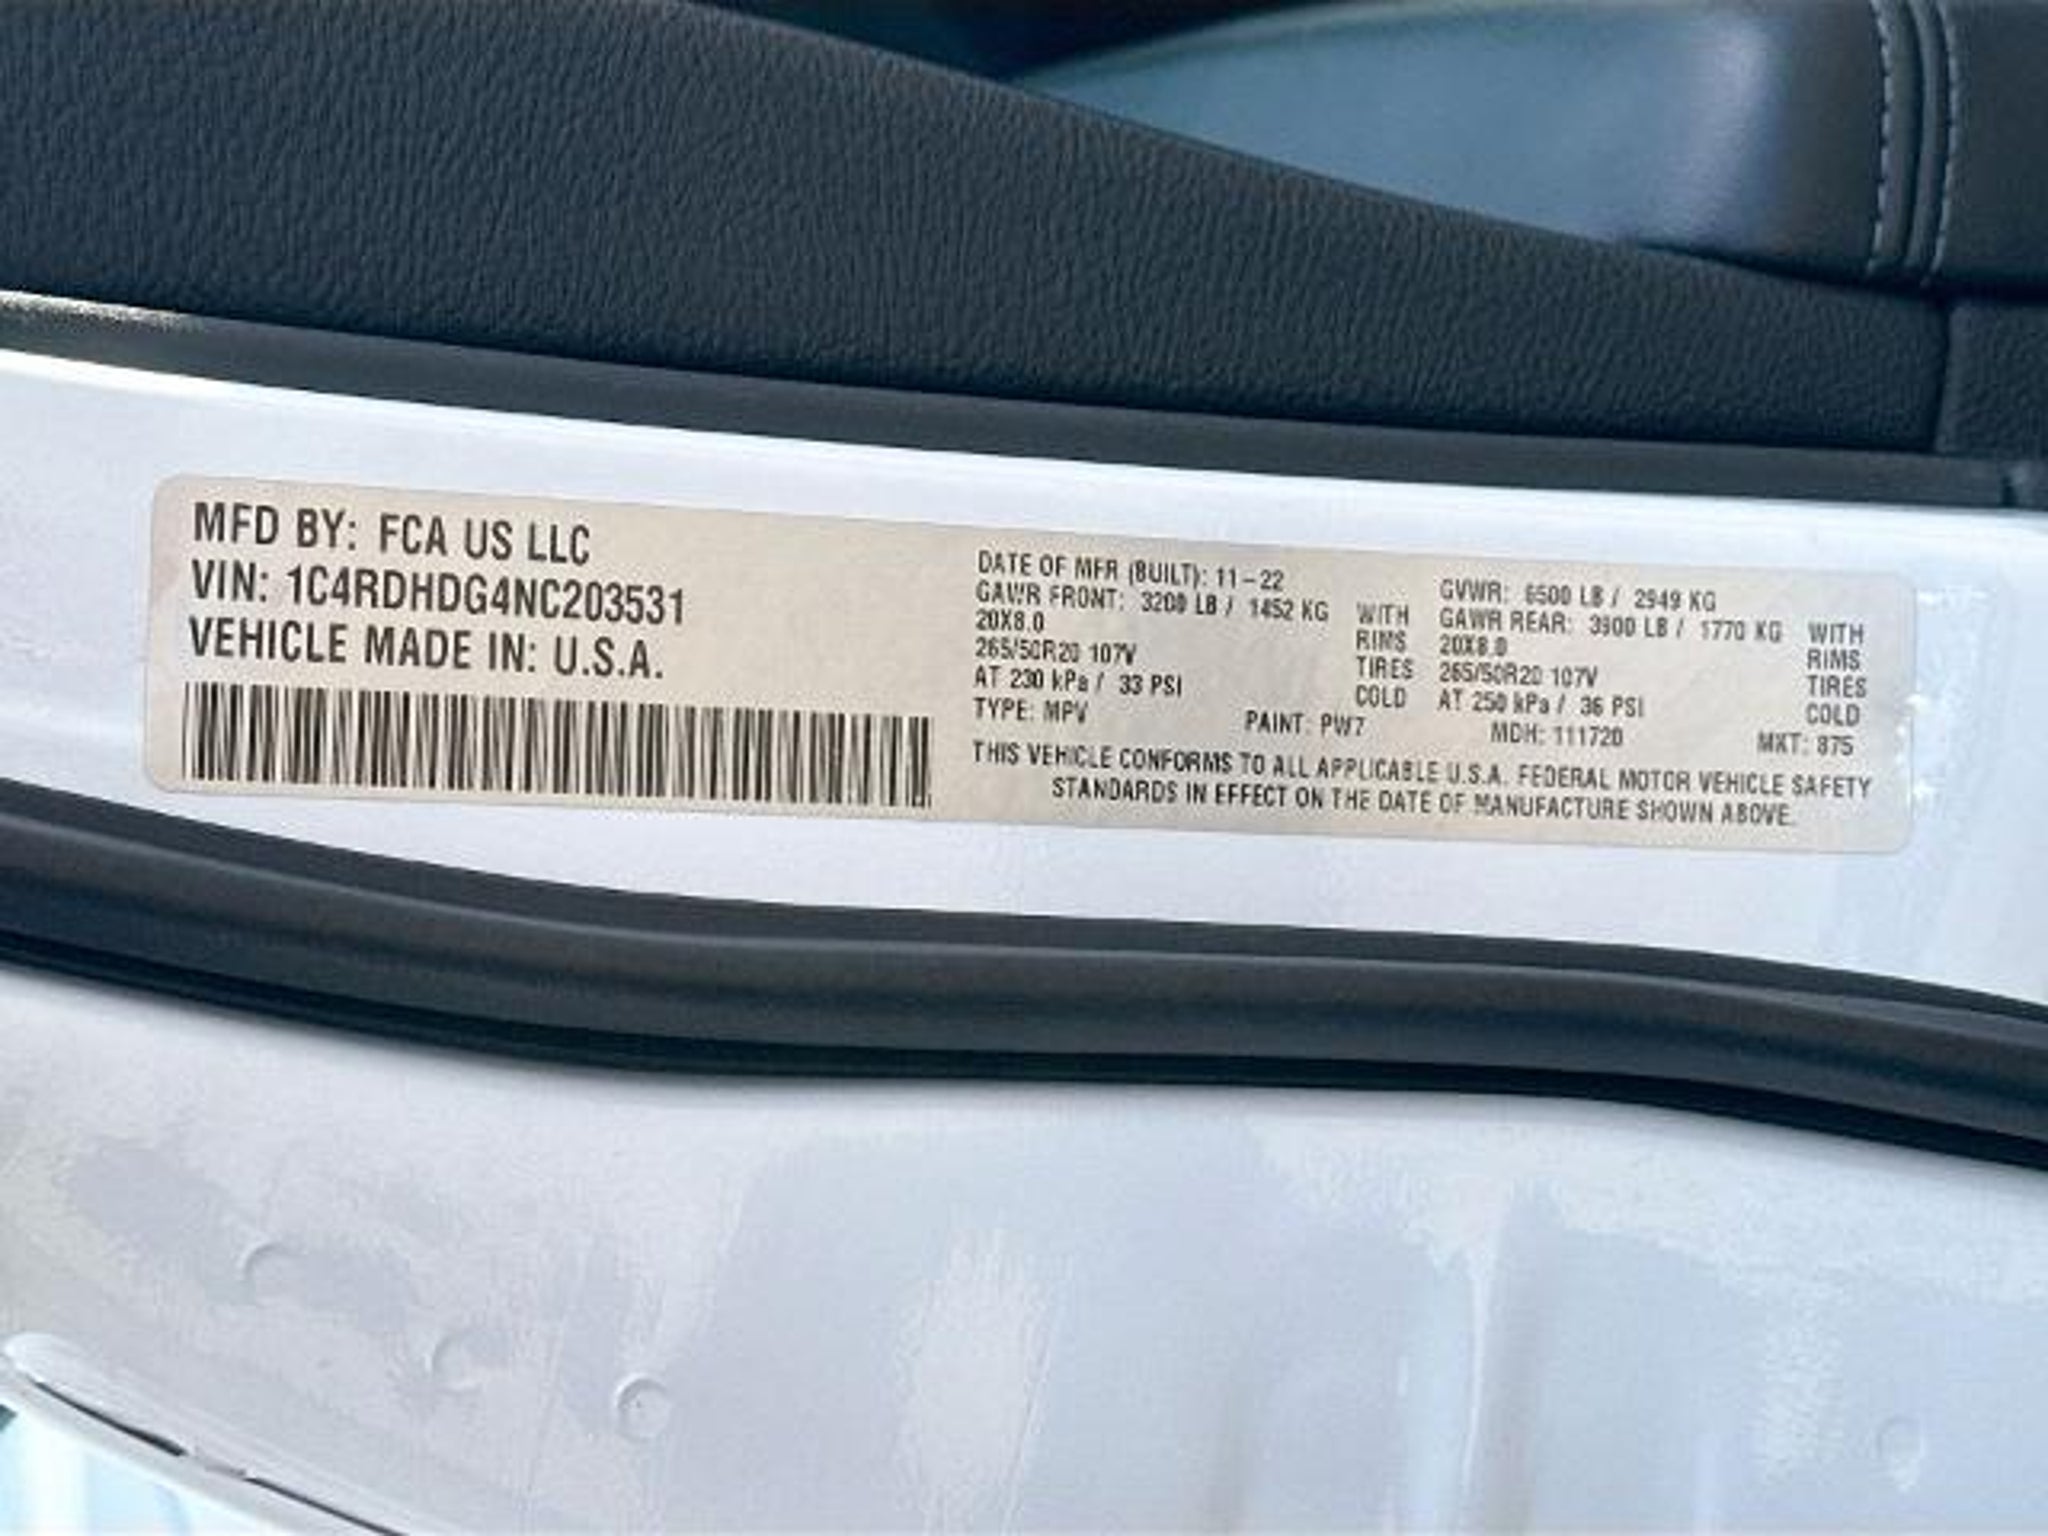 MFD BY: FCA US LLC
VIN: 1C4RDHDG4NC203531
VEHICLE MADE IN: U.S.A.
DATE OF MFR (BUILT): 11-22
GAWR FRONT: 3200 LB / 1452 KG WITH
20X8.0 RIMS
265/50R20 107V TIRES
AT 230 kPa / 33 PSI COLD
GVWR: 6500 LB / 2949 KG
GAWR REAR: 3900 LB / 1770 KG WITH
20X8.0 RIMS
265/50R20 107V TIRES
AT 250 kPa / 36 PSI COLD
TYPE: MPV PAINT: PW7 MDH: 111720 MXT: 875
THIS VEHICLE CONFORMS TO ALL APPLICABLE U.S.A. FEDERAL MOTOR VEHICLE SAFETY
STANDARDS IN EFFECT ON THE DATE OF MANUFACTURE SHOWN ABOVE.